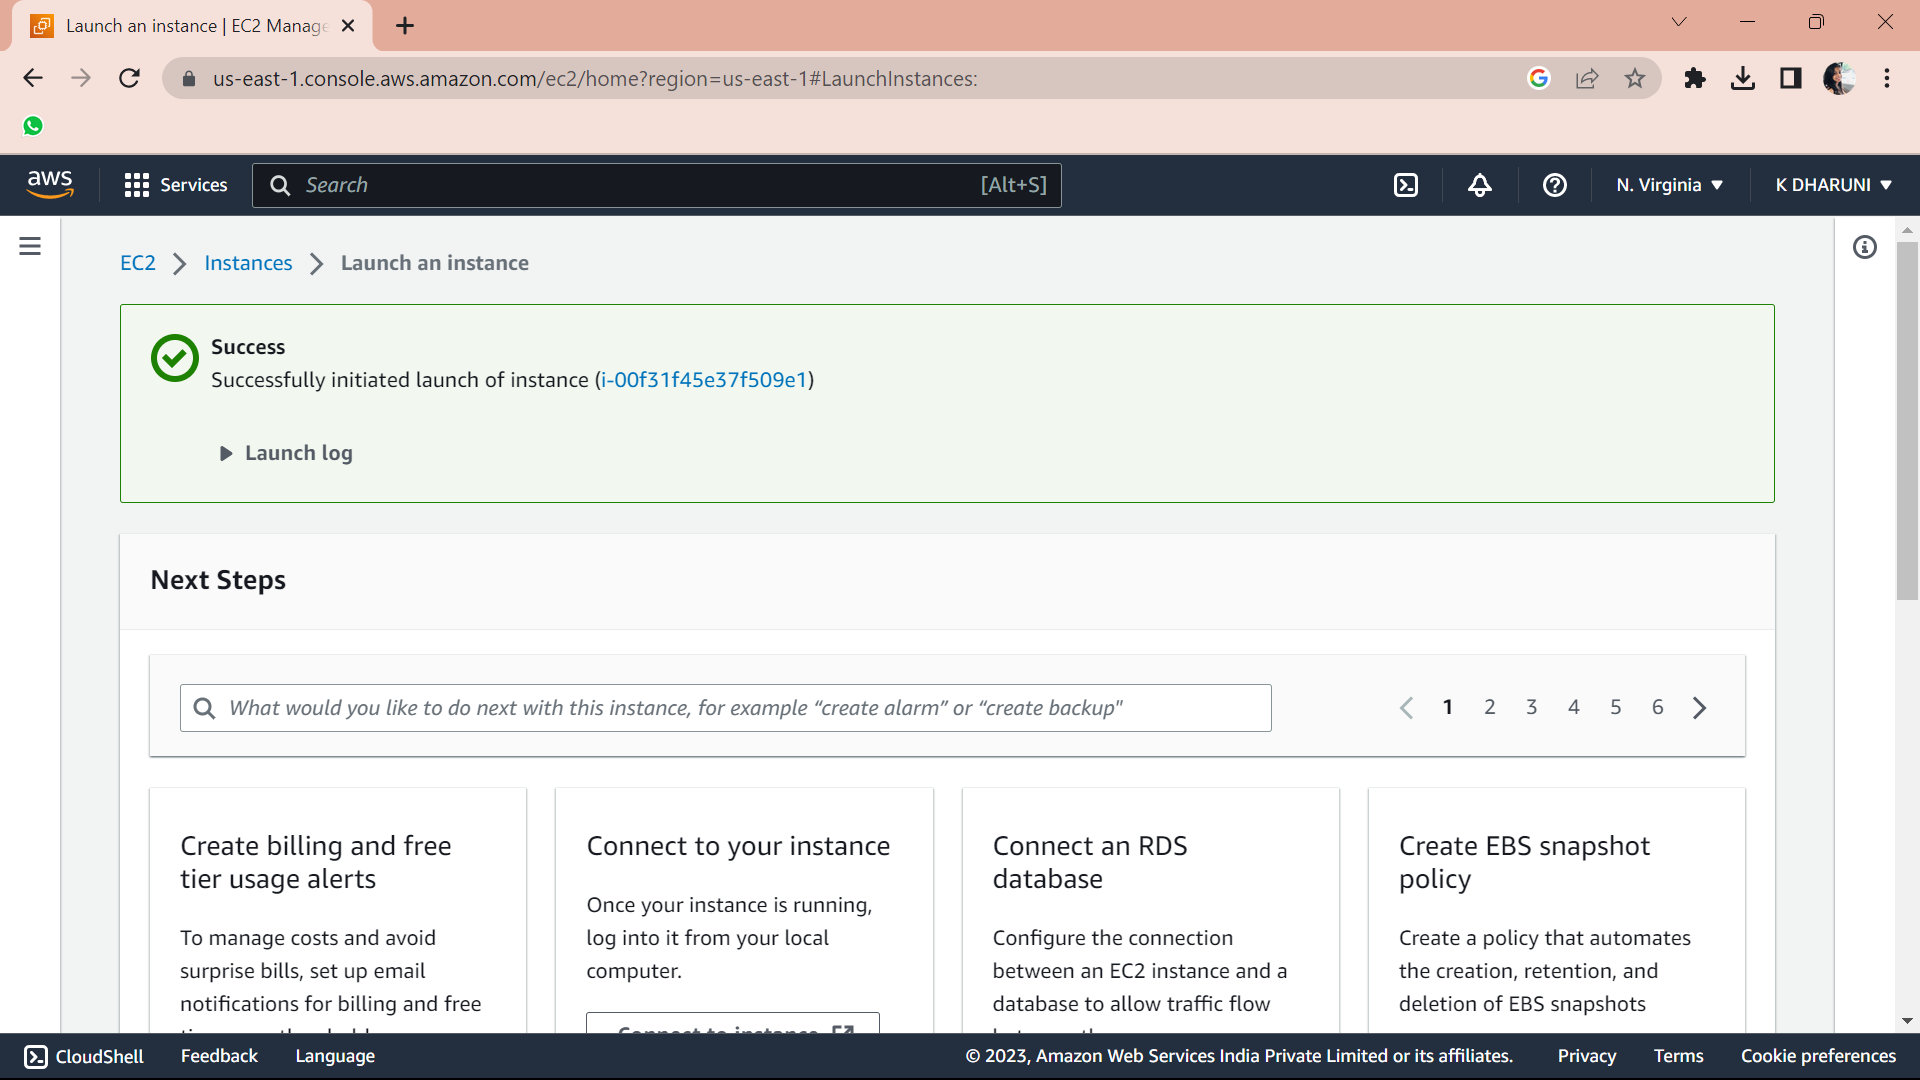 Launch an instance | EC2 Manage
us-east-1.console.aws.amazon.com/ec2/home?region=us-east-1#LaunchInstances:
aws
Services
Search
[Alt+S]
N. Virginia
K DHARUNI
EC2
Instances
Launch an instance
Success
Successfully initiated launch of instance (i-00f31f45e37f509e1)
Launch log
Next Steps
What would you like to do next with this instance, for example “create alarm” or “create backup"
1 2 3 4 5 6
Create billing and free
tier usage alerts
To manage costs and avoid
surprise bills, set up email
notifications for billing and free
Connect to your instance
Once your instance is running,
log into it from your local
computer.
Connect to instance
Connect an RDS
database
Configure the connection
between an EC2 instance and a
database to allow traffic flow
Create EBS snapshot
policy
Create a policy that automates
the creation, retention, and
deletion of EBS snapshots
CloudShell
Feedback
Language
© 2023, Amazon Web Services India Private Limited or its affiliates.
Privacy
Terms
Cookie preferences